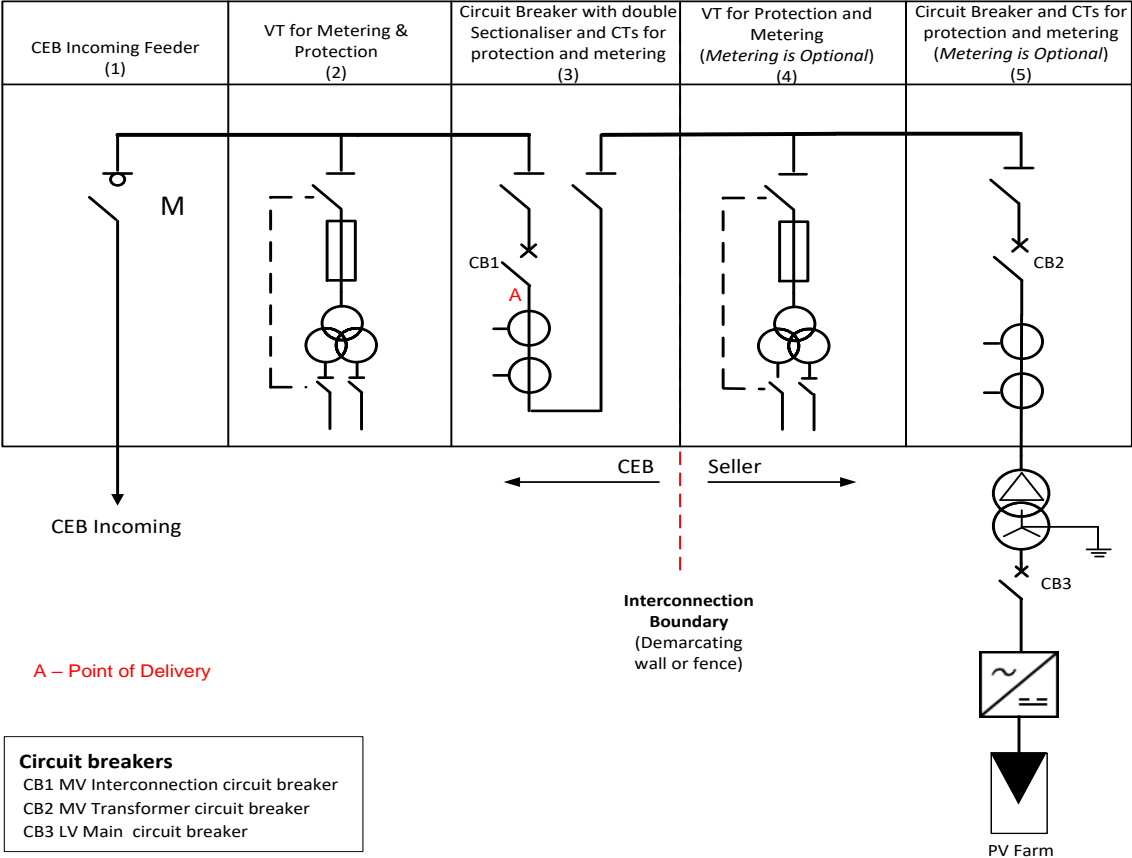 CEB Incoming Feeder
(1)
VT for Metering &
Protection
(2)
Circuit Breaker with double
Sectionaliser and CTs for
protection and metering
(3)
VT for Protection and
Metering
(Metering is Optional)
(4)
Circuit Breaker and CTs for
protection and metering
(Metering is Optional)
(5)
M
CB1
A
CB2
CEB
Seller
CEB Incoming
CB3
Interconnection
Boundary
(Demarcating
wall or fence)
A – Point of Delivery
Circuit breakers
CB1 MV Interconnection circuit breaker
CB2 MV Transformer circuit breaker
CB3 LV Main circuit breaker
PV Farm